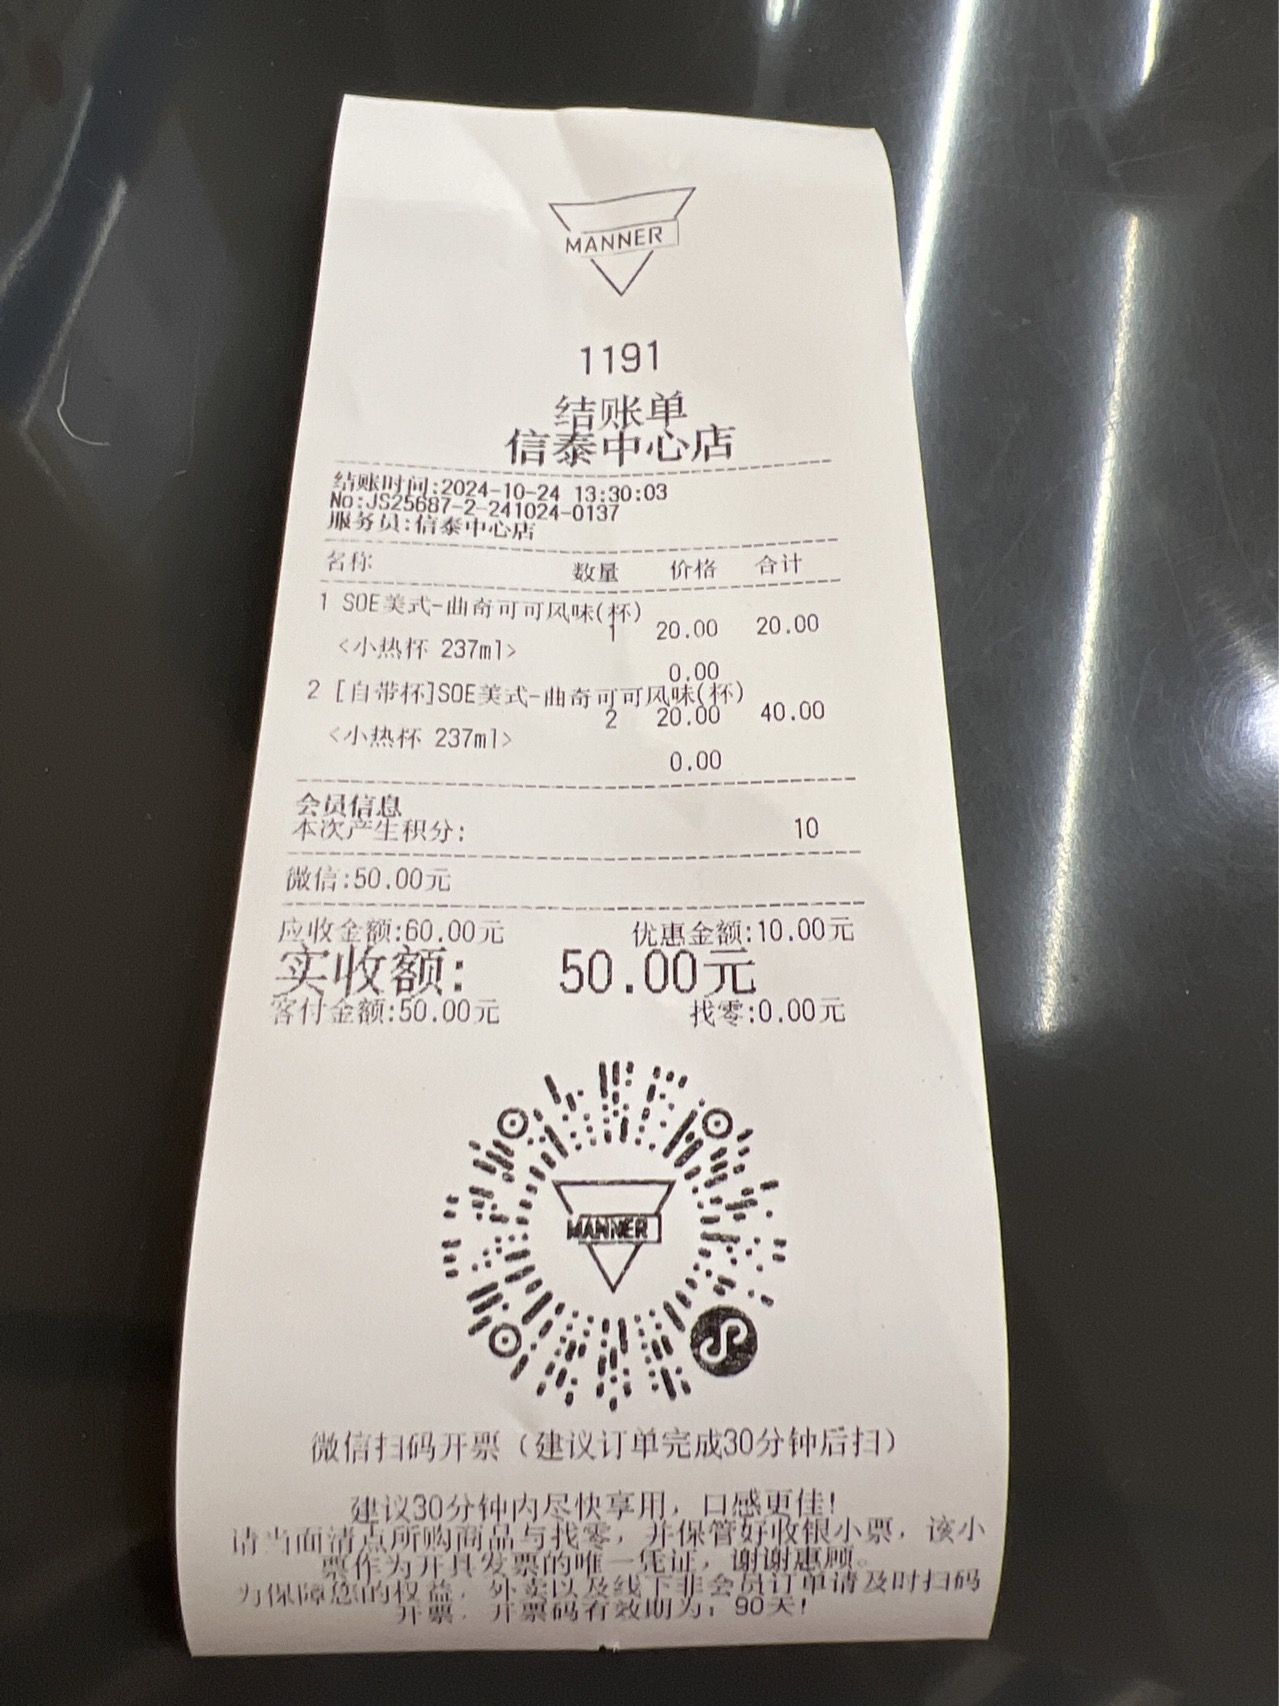 MANNER
1191
结账单
信泰中心店
结账时间:2024-10-24 13:30:03
No:JS25687-2-241024-0137
服务员:信泰中心店
名称 数量 价格 合计
1 SOE美式-曲奇可可风味(杯)
1 20.00 20.00
<小热杯 237ml>
0.00
2 [自带杯]SOE美式-曲奇可可风味(杯)
2 20.00 40.00
<小热杯 237ml>
0.00
会员信息
本次产生积分: 10
微信:50.00元
应收金额:60.00元 优惠金额:10.00元
实收额: 50.00元
客付金额:50.00元 找零:0.00元
MANNER
微信扫码开票（建议订单完成30分钟后扫）
建议30分钟内尽快享用，口感更佳！
请当面清点所购商品与找零，并保管好收银小票，该小
票作为开具发票的唯一凭证，谢谢惠顾。
为保障您的权益，外卖以及线下非会员订单请及时扫码
开票，开票码有效期为：90天！